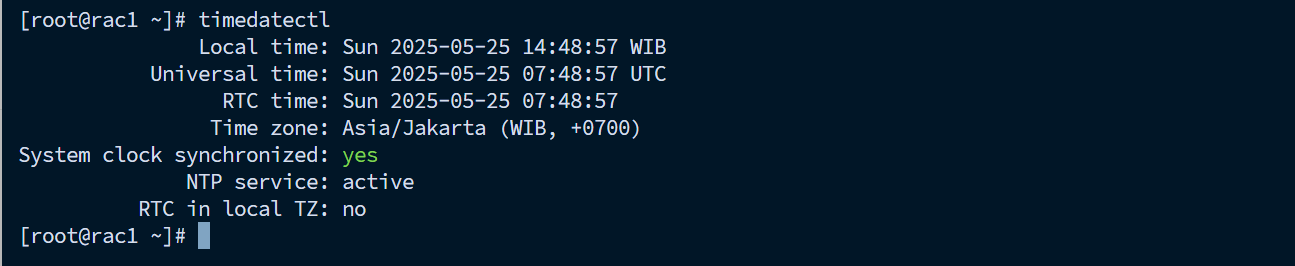 [root@rac1 ~]# timedatectl
Local time: Sun 2025-05-25 14:48:57 WIB
Universal time: Sun 2025-05-25 07:48:57 UTC
RTC time: Sun 2025-05-25 07:48:57
Time zone: Asia/Jakarta (WIB, +0700)
System clock synchronized: yes
NTP service: active
RTC in local TZ: no
[root@rac1 ~]#